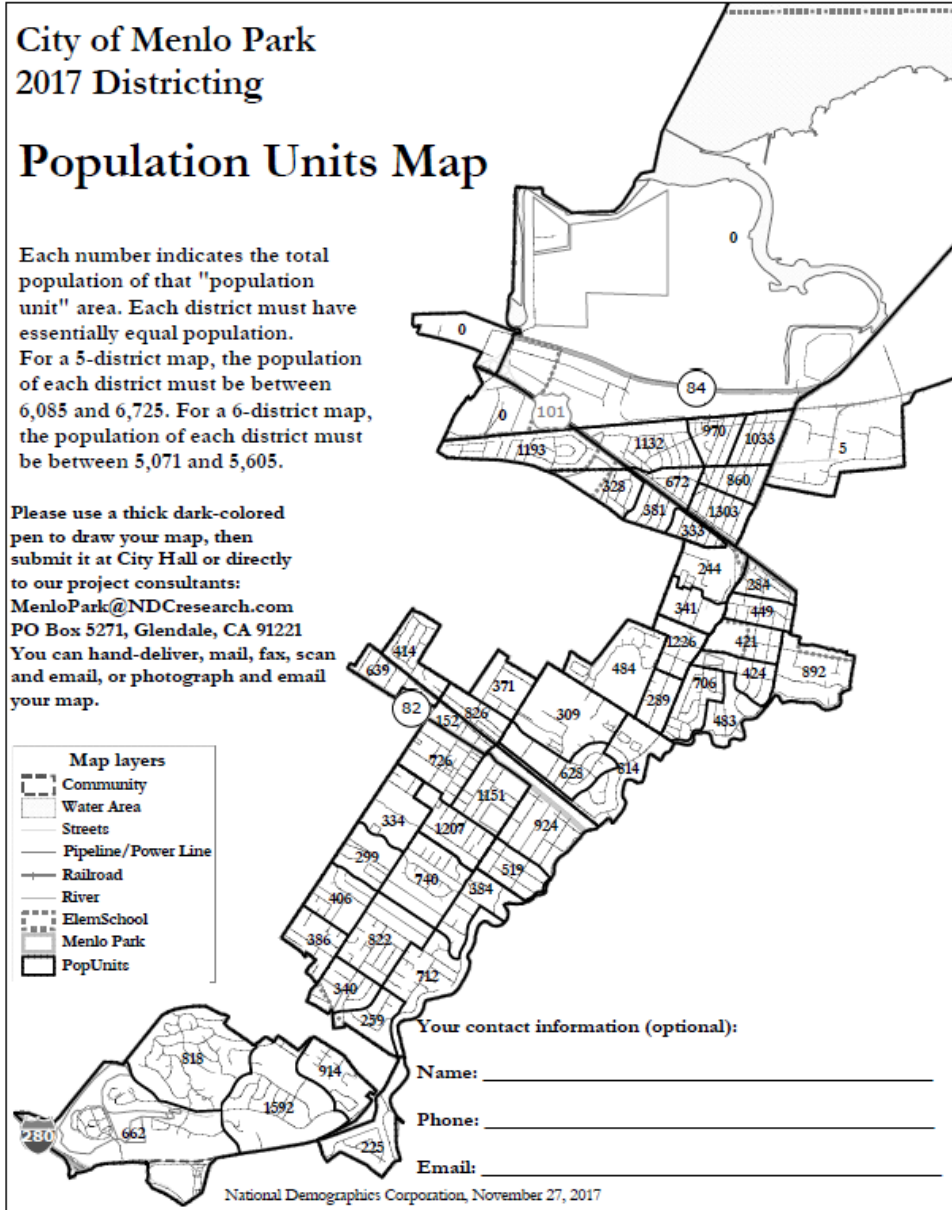 City of Menlo Park
2017 Districting
Population Units Map
Each number indicates the total
population of that "population
unit" area. Each district must have
essentially equal population.
For a 5-district map, the population
of each district must be between
6,085 and 6,725. For a 6-district map,
the population of each district must
be between 5,071 and 5,605.
Please use a thick dark-colored
pen to draw your map, then
submit it at City Hall or directly
to our project consultants:
MenloPark@NDCresearch.com
PO Box 5271, Glendale, CA 91221
You can hand-deliver, mail, fax, scan
and email, or photograph and email
your map.
0
0
84
0
101
970
1132
1033
1193
5
328
672
860
381
1303
333
244
284
341
449
1226
421
414
484
892
639
371
706
424
289
82
152
826
309
483
726
628
814
1151
334
1207
924
299
740
519
384
406
386
822
712
340
259
818
914
1592
662
280
225
Map layers
Community
Water Area
Streets
Pipeline/Power Line
Railroad
River
ElemSchool
Menlo Park
PopUnits
Your contact information (optional):
Name:
Phone:
Email:
National Demographics Corporation, November 27, 2017